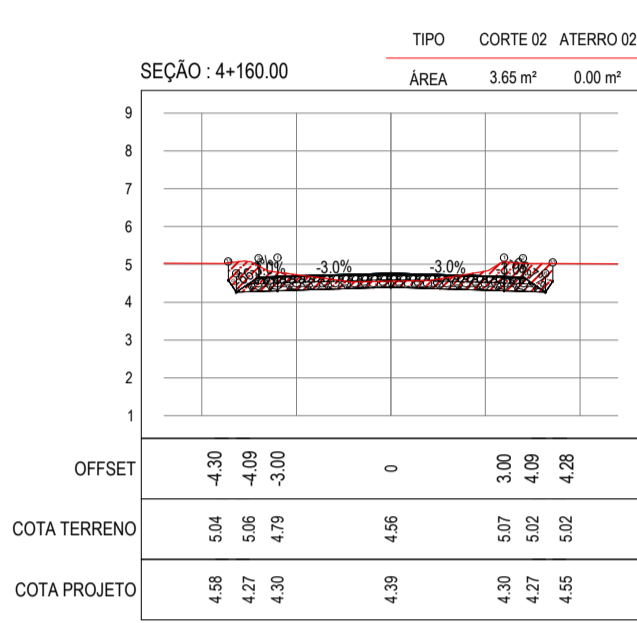 TIPO CORTE 02 ATERRO 02
SEÇÃO : 4+160.00
ÁREA 3.65 m² 0.00 m²
9
8
7
6
5
-3.0% -3.0%
4
3
2
1
OFFSET -4.30 -4.09 -3.00 0 3.00 4.09 4.28
COTA TERRENO 5.04 5.06 4.79 4.56 5.07 5.02 5.02
COTA PROJETO 4.58 4.27 4.30 4.39 4.30 4.27 4.55